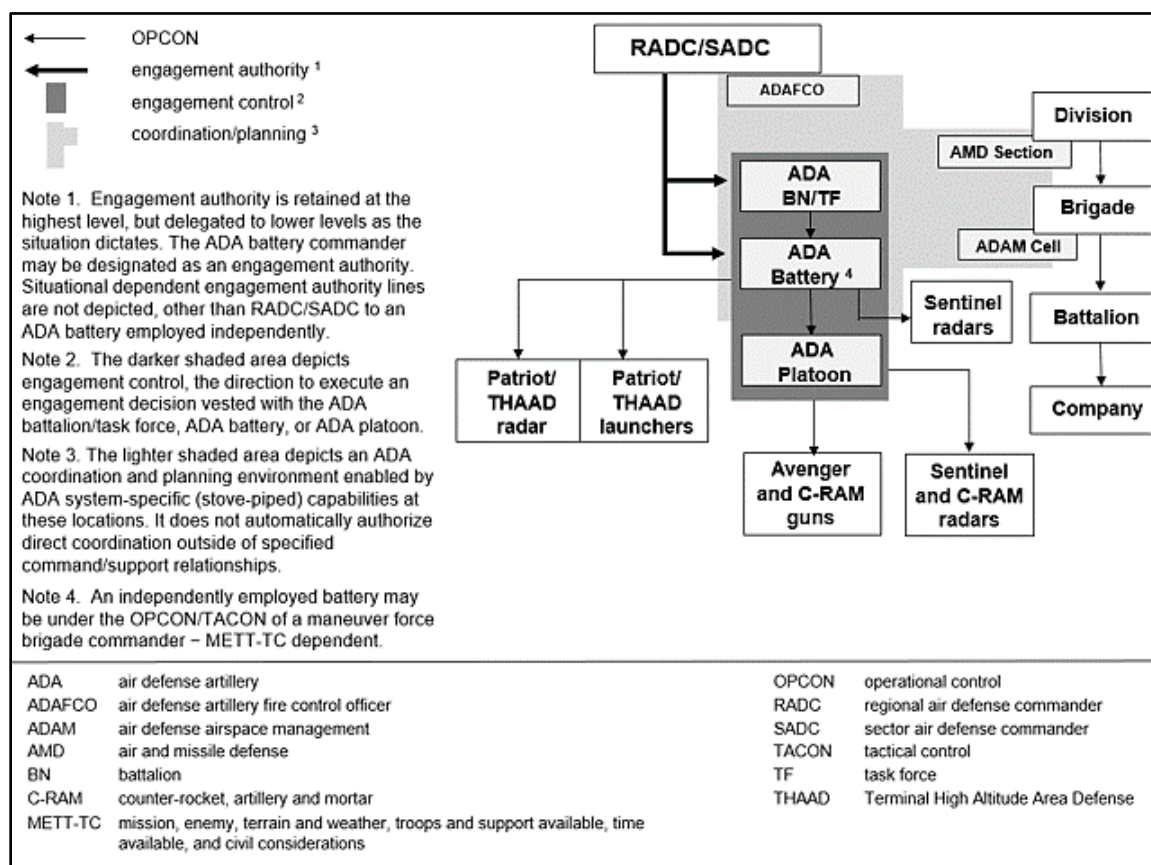 OPCON
engagement authority ¹
engagement control ²
coordination/planning ³
Note 1. Engagement authority is retained at the
highest level, but delegated to lower levels as the
situation dictates. The ADA battery commander
may be designated as an engagement authority.
Situational dependent engagement authority lines
are not depicted, other than RADC/SADC to an
ADA battery employed independently.
Note 2. The darker shaded area depicts
engagement control, the direction to execute an
engagement decision vested with the ADA
battalion/task force, ADA battery, or ADA platoon.
Note 3. The lighter shaded area depicts an ADA
coordination and planning environment enabled by
ADA system-specific (stove-piped) capabilities at
these locations. It does not automatically authorize
direct coordination outside of specified
command/support relationships.
Note 4. An independently employed battery may
be under the OPCON/TACON of a maneuver force
brigade commander – METT-TC dependent.
RADC/SADC
ADAFCO
Division
AMD Section
ADA
BN/TF
Brigade
ADAM Cell
ADA
Battery ⁴
Sentinel
radars
Battalion
ADA
Platoon
Patriot/
THAAD
radar
Patriot/
THAAD
launchers
Company
Avenger
and C-RAM
guns
Sentinel
and C-RAM
radars
ADA air defense artillery
ADAFCO air defense artillery fire control officer
ADAM air defense airspace management
AMD air and missile defense
BN battalion
C-RAM counter-rocket, artillery and mortar
METT-TC mission, enemy, terrain and weather, troops and support available, time
available, and civil considerations
OPCON operational control
RADC regional air defense commander
SADC sector air defense commander
TACON tactical control
TF task force
THAAD Terminal High Altitude Area Defense